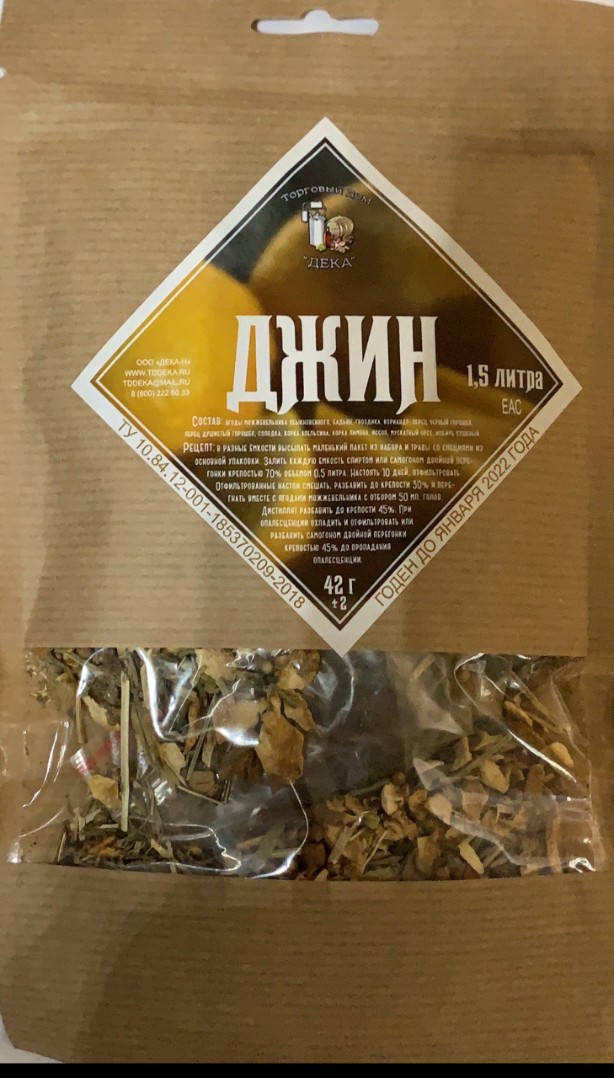 Торговый дом
"ДЕКА"
ДЖИН
ООО «ДЕКА-Н»
WWW.TDDEKA.RU
TDDEKA@MAIL.RU
8 (800) 222 60 33
1,5 литра
EAC
Состав: ягоды можжевельника обыкновенного, бадьян, гвоздика, кориандр, перец черный горошек,
перец душистый горошек, солодка, корка апельсина, корка лимона, иссоп, мускатный орех, имбирь сушеный
Рецепт: в разные емкости высыпать маленький пакет из набора и травы со специями из
основной упаковки. Залить каждую емкость спиртом или самогоном двойной пере-
гонки крепостью 70% объемом 0,5 литра. Настоять 10 дней, отфильтровать.
Отфильтрованные настои смешать, разбавить до крепости 30% и пере-
гнать вместе с ягодами можжевельника с отбором 50 мл. голов.
Дистиллят разбавить до крепости 45%. При
опалесценции охладить и отфильтровать или
разбавить самогоном двойной перегонки
крепостью 45% до пропадания
опалесценции.
42 г
±2
ТУ 10.84.12-001-185370209-2018
ГОДЕН ДО ЯНВАРЯ 2022 ГОДА